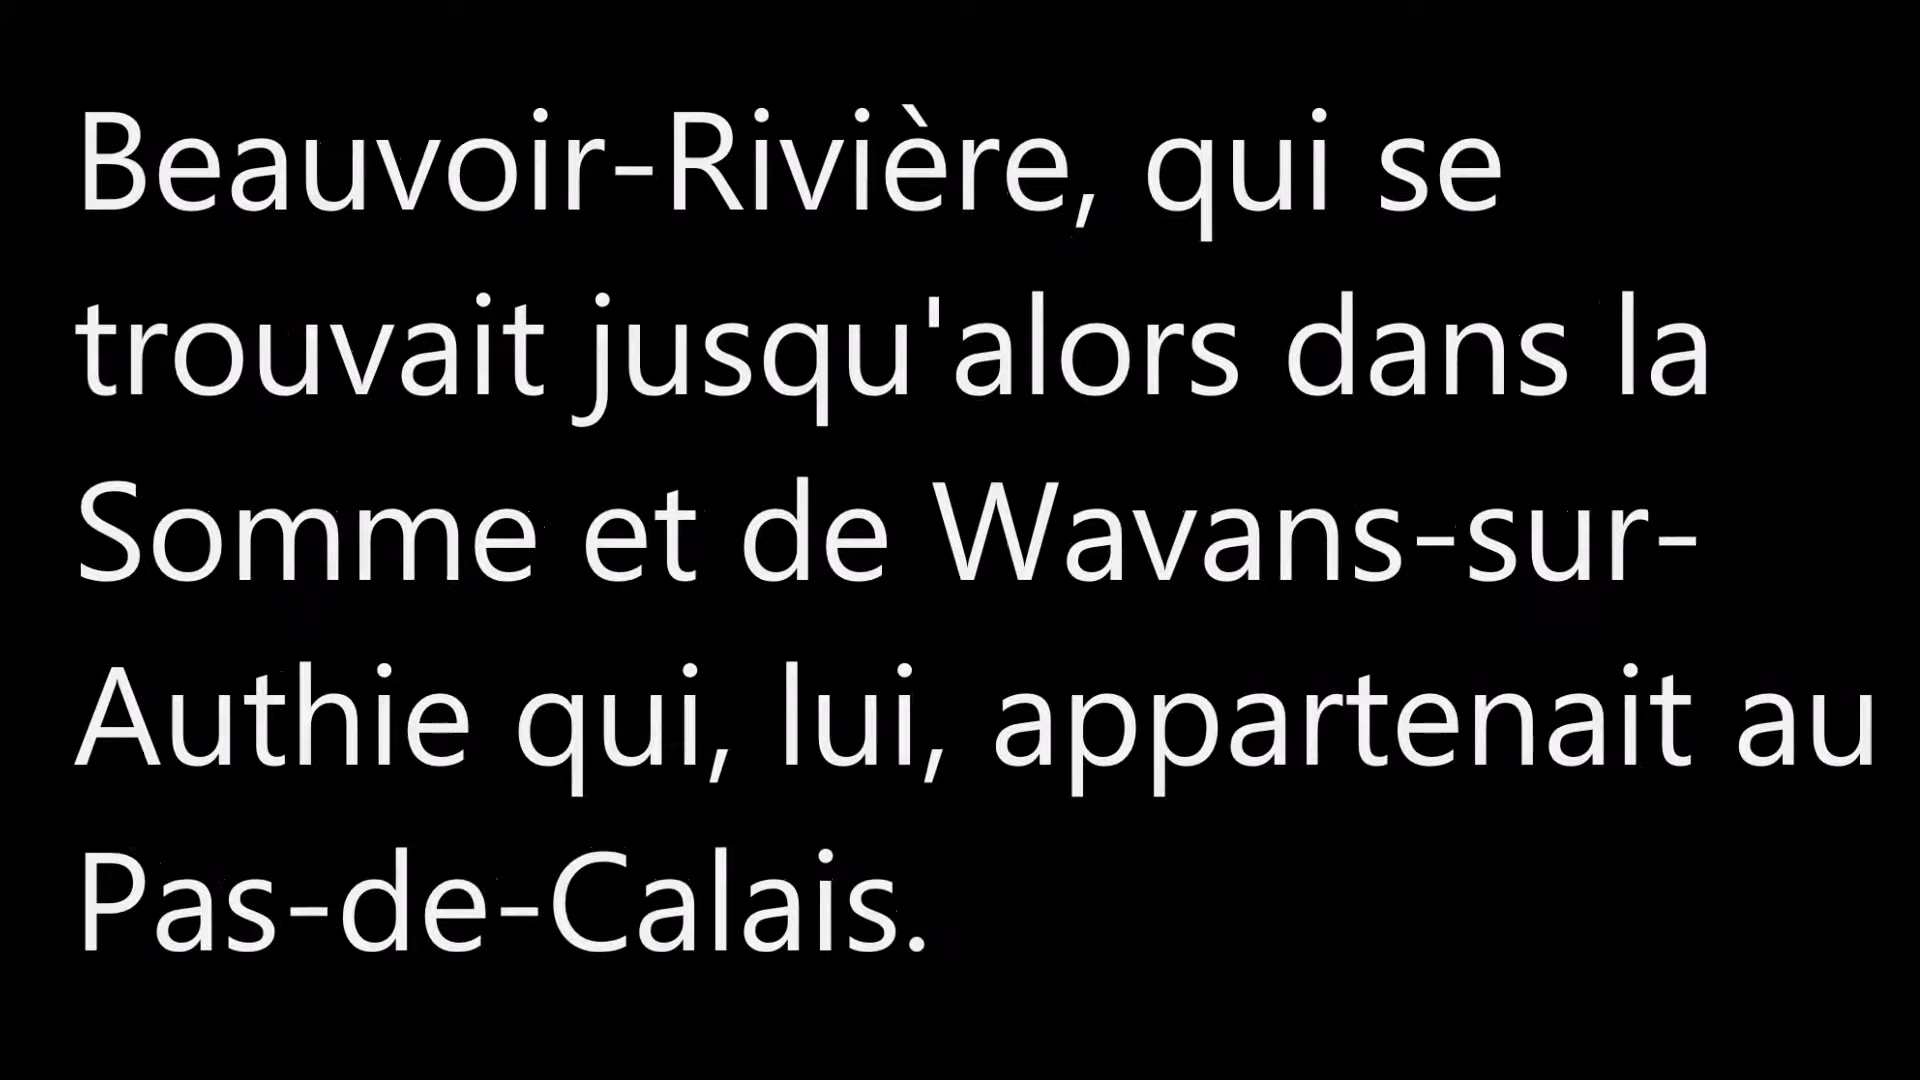 Beauvoir-Rivière, qui se
trouvait jusqu'alors dans la
Somme et de Wavans-sur-
Authie qui, lui, appartenait au
Pas-de-Calais.